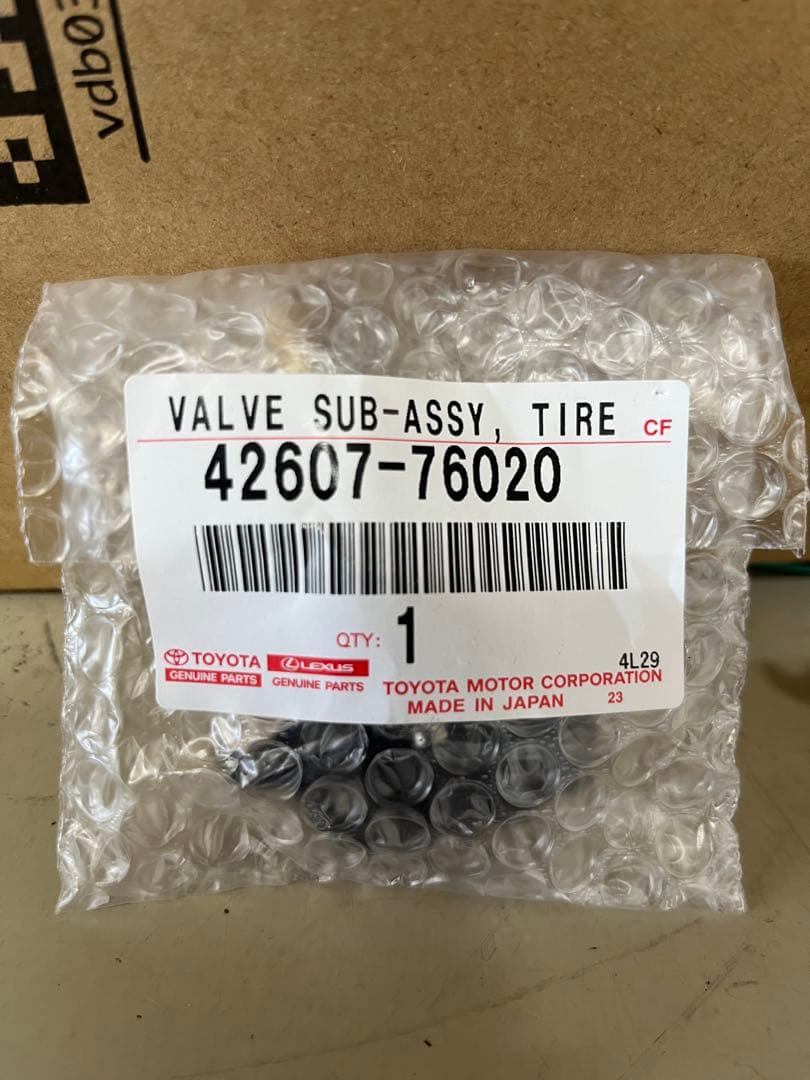 vdb03
VALVE SUB-ASSY, TIRE CF
42607-76020
QTY: 1
4L29
TOYOTA LEXUS
GENUINE PARTS GENUINE PARTS
TOYOTA MOTOR CORPORATION
MADE IN JAPAN 23